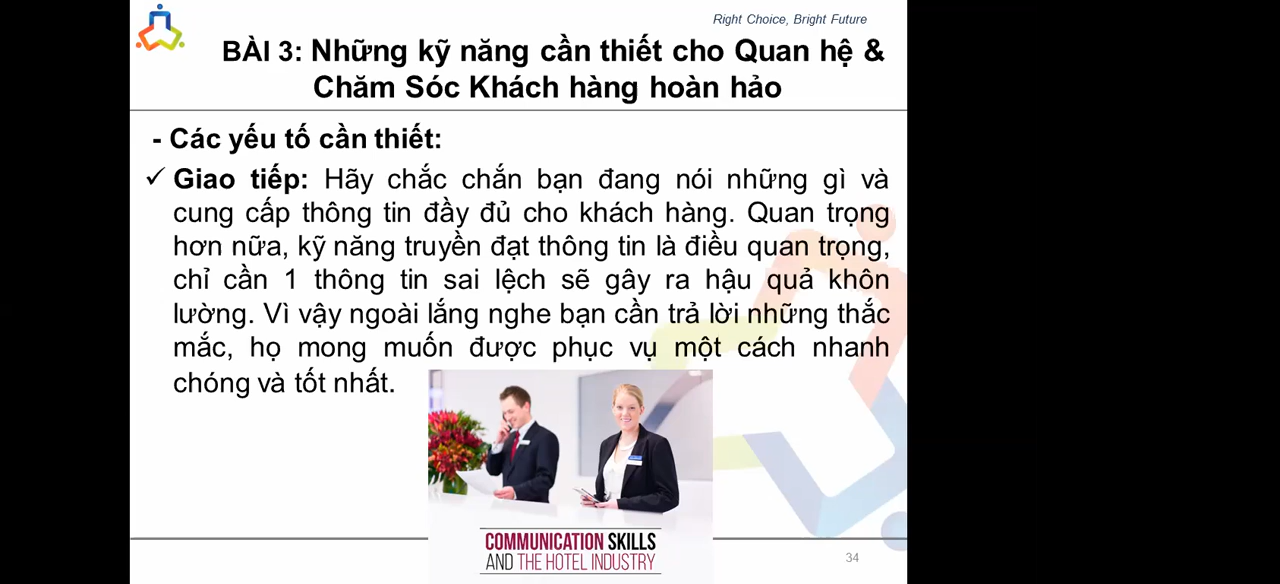 Right Choice, Bright Future
BÀI 3: Những kỹ năng cần thiết cho Quan hệ &
Chăm Sóc Khách hàng hoàn hảo
- Các yếu tố cần thiết:
✓ Giao tiếp: Hãy chắc chắn bạn đang nói những gì và
cung cấp thông tin đầy đủ cho khách hàng. Quan trọng
hơn nữa, kỹ năng truyền đạt thông tin là điều quan trọng,
chỉ cần 1 thông tin sai lệch sẽ gây ra hậu quả khôn
lường. Vì vậy ngoài lắng nghe bạn cần trả lời những thắc
mắc, họ mong muốn được phục vụ một cách nhanh
chóng và tốt nhất.
COMMUNICATION SKILLS
AND THE HOTEL INDUSTRY
34